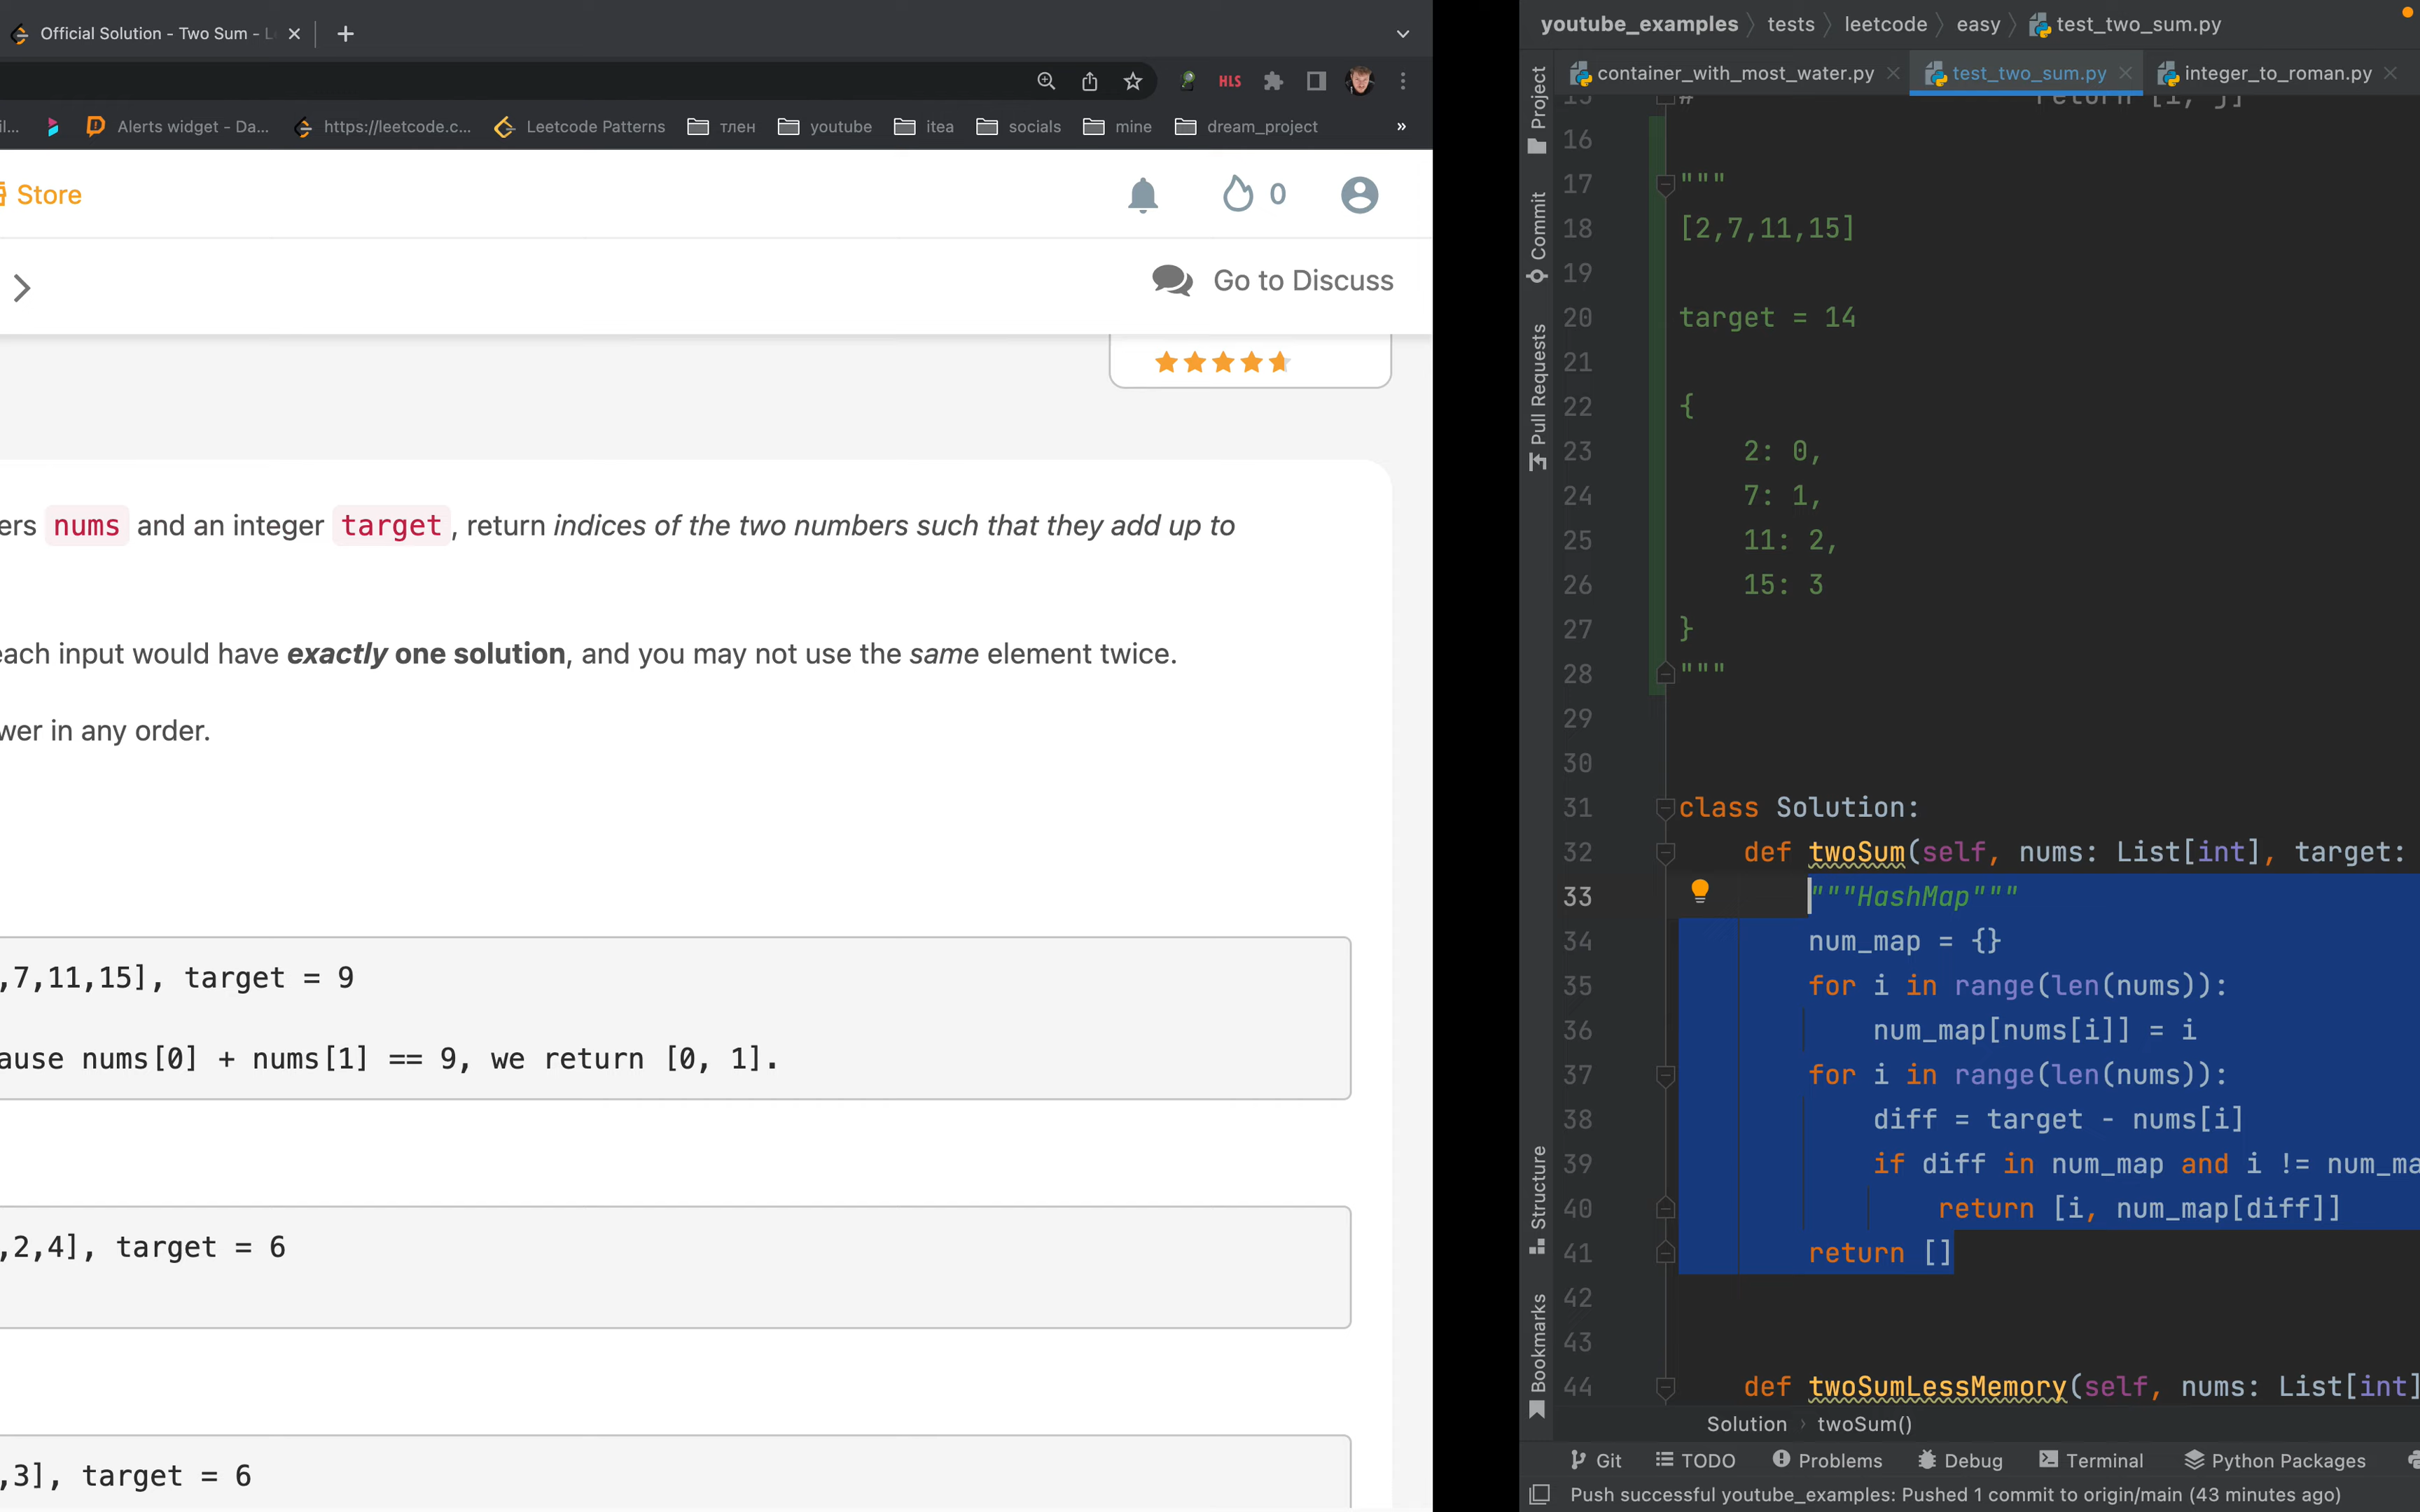 Official Solution - Two Sum - L
HLS
il...
Alerts widget - Da...
https://leetcode.c...
Leetcode Patterns
тлен
youtube
itea
socials
mine
dream_project
»
Store
0
Go to Discuss
ers nums and an integer target, return indices of the two numbers such that they add up to
each input would have exactly one solution, and you may not use the same element twice.
wer in any order.
,7,11,15], target = 9
ause nums[0] + nums[1] == 9, we return [0, 1].
,2,4], target = 6
,3], target = 6
youtube_examples
tests
leetcode
easy
test_two_sum.py
container_with_most_water.py
test_two_sum.py
integer_to_roman.py
Project
Commit
Pull Requests
Structure
Bookmarks
15 # return [i, j]
16
17 """
18 [2,7,11,15]
19
20 target = 14
21
22 {
23 2: 0,
24 7: 1,
25 11: 2,
26 15: 3
27 }
28 """
29
30
31 class Solution:
32 def twoSum(self, nums: List[int], target:
33 """HashMap"""
34 num_map = {}
35 for i in range(len(nums)):
36 num_map[nums[i]] = i
37 for i in range(len(nums)):
38 diff = target - nums[i]
39 if diff in num_map and i != num_ma
40 return [i, num_map[diff]]
41 return []
42
43
44 def twoSumLessMemory(self, nums: List[int]
Solution
twoSum()
Git
TODO
Problems
Debug
Terminal
Python Packages
Push successful youtube_examples: Pushed 1 commit to origin/main (43 minutes ago)